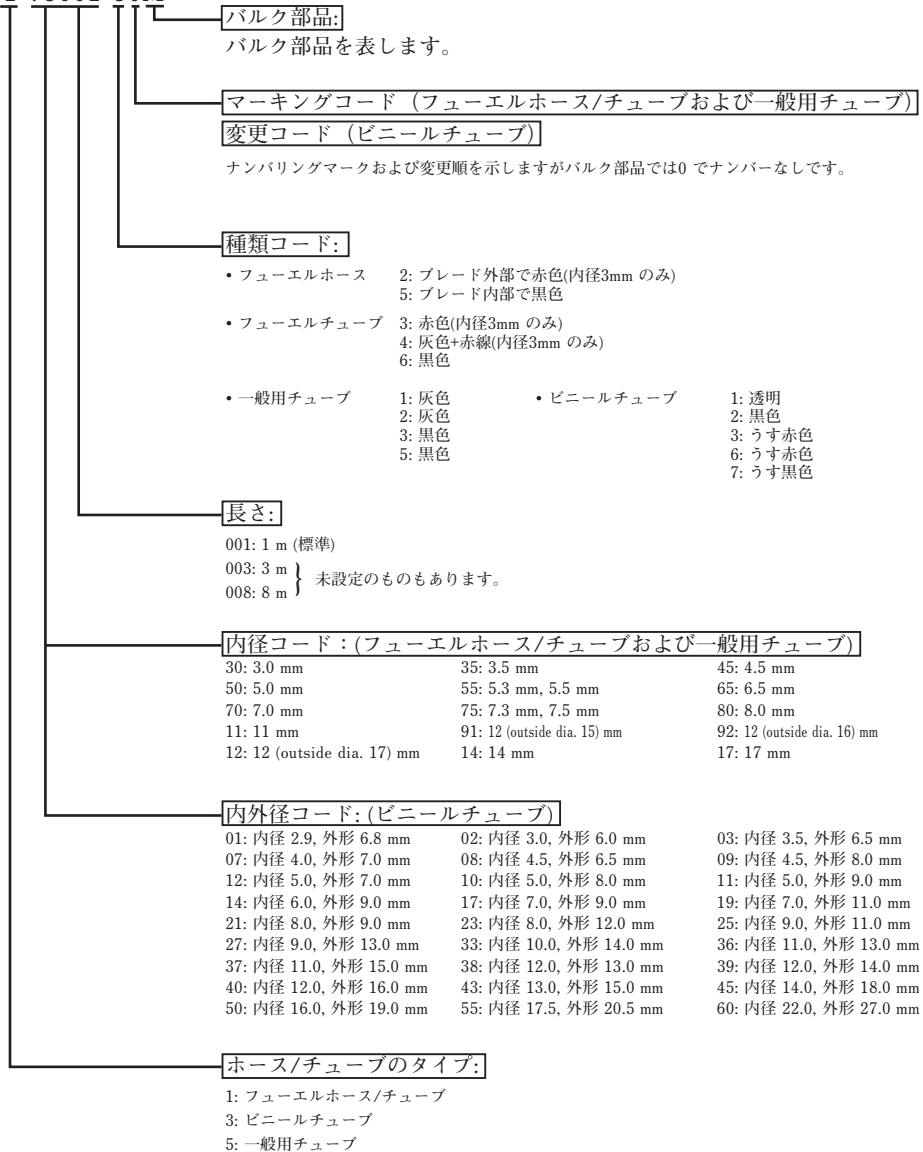 バルク部品:
バルク部品を表します。
マーキングコード (フューエルホース/チューブおよび一般用チューブ)
変更コード (ビニールチューブ)
ナンバリングマークおよび変更順を示しますがバルク部品では0 でナンバーなしです。
種類コード:
• フューエルホース 2: ブレード外部で赤色(内径3mm のみ)
5: ブレード内部で黒色
• フューエルチューブ 3: 赤色(内径3mm のみ)
4: 灰色+赤線(内径3mm のみ)
6: 黒色
• 一般用チューブ 1: 灰色 • ビニールチューブ 1: 透明
2: 灰色 2: 黒色
3: 黒色 3: うす赤色
5: 黒色 6: うす赤色
7: うす黒色
長さ:
001: 1 m (標準)
003: 3 m
008: 8 m } 未設定のものもあります。
内径コード：(フューエルホース/チューブおよび一般用チューブ)
30: 3.0 mm 35: 3.5 mm 45: 4.5 mm
50: 5.0 mm 55: 5.3 mm, 5.5 mm 65: 6.5 mm
70: 7.0 mm 75: 7.3 mm, 7.5 mm 80: 8.0 mm
11: 11 mm 91: 12 (outside dia. 15) mm 92: 12 (outside dia. 16) mm
12: 12 (outside dia. 17) mm 14: 14 mm 17: 17 mm
内外径コード: (ビニールチューブ)
01: 内径 2.9, 外形 6.8 mm 02: 内径 3.0, 外形 6.0 mm 03: 内径 3.5, 外形 6.5 mm
07: 内径 4.0, 外形 7.0 mm 08: 内径 4.5, 外形 6.5 mm 09: 内径 4.5, 外形 8.0 mm
12: 内径 5.0, 外形 7.0 mm 10: 内径 5.0, 外形 8.0 mm 11: 内径 5.0, 外形 9.0 mm
14: 内径 6.0, 外形 9.0 mm 17: 内径 7.0, 外形 9.0 mm 19: 内径 7.0, 外形 11.0 mm
21: 内径 8.0, 外形 9.0 mm 23: 内径 8.0, 外形 12.0 mm 25: 内径 9.0, 外形 11.0 mm
27: 内径 9.0, 外形 13.0 mm 33: 内径 10.0, 外形 14.0 mm 36: 内径 11.0, 外形 13.0 mm
37: 内径 11.0, 外形 15.0 mm 38: 内径 12.0, 外形 13.0 mm 39: 内径 12.0, 外形 14.0 mm
40: 内径 12.0, 外形 16.0 mm 43: 内径 13.0, 外形 15.0 mm 45: 内径 14.0, 外形 18.0 mm
50: 内径 16.0, 外形 19.0 mm 55: 内径 17.5, 外形 20.5 mm 60: 内径 22.0, 外形 27.0 mm
ホース/チューブのタイプ:
1: フューエルホース/チューブ
3: ビニールチューブ
5: 一般用チューブ